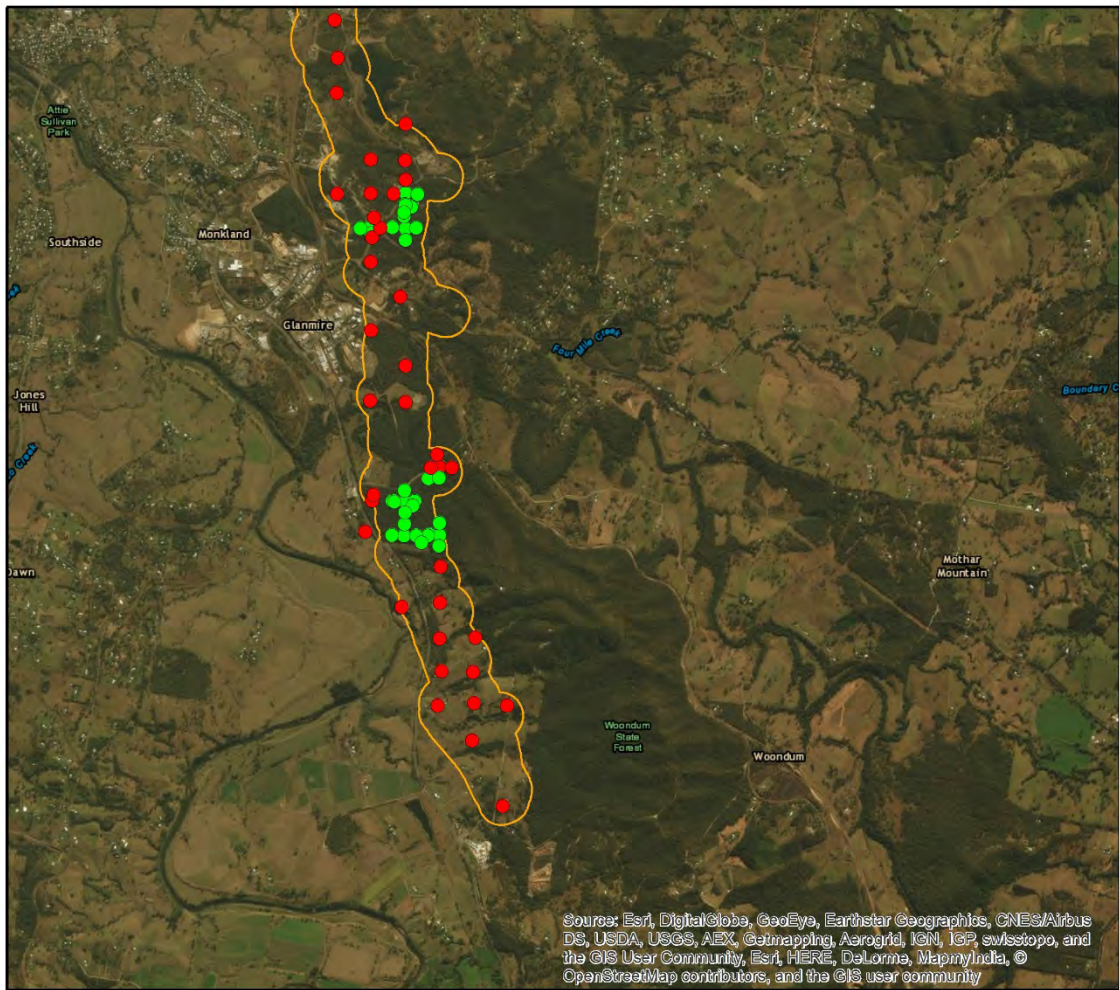 Attie
Sullivan
Park
Southside
Monkland
Glanmire
Four Mile Creek
Jones
Hill
Boundary C
Creek
Dawn
Mothar
Mountain
Woondum
State
Forest
Woondum
Source: Esri, DigitalGlobe, GeoEye, Earthstar Geographics, CNES/Airbus
DS, USDA, USGS, AEX, Getmapping, Aerogrid, IGN, IGP, swisstopo, and
the GIS User Community, Esri, HERE, DeLorme, MapmyIndia, ©
OpenStreetMap contributors, and the GIS user community